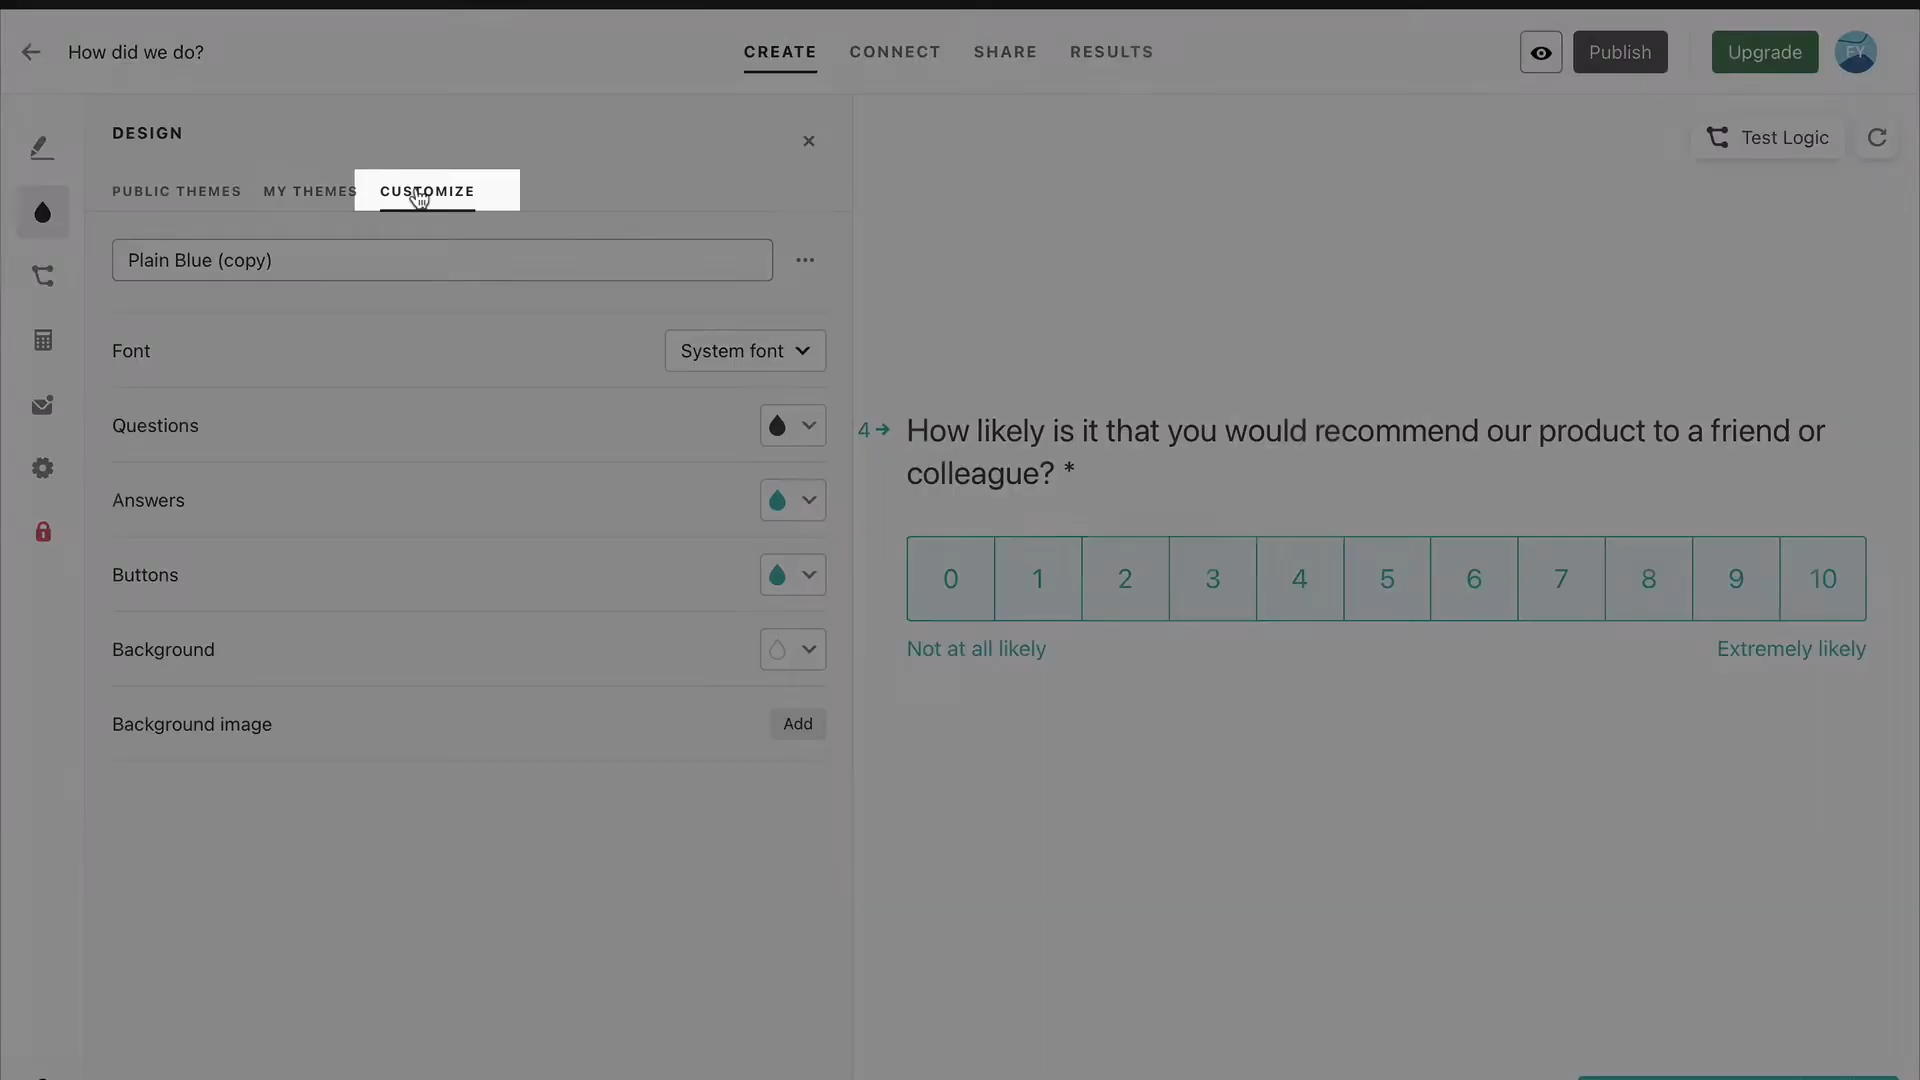 How did we do?
CREATE CONNECT SHARE RESULTS
Publish
Upgrade
FY
DESIGN
Test Logic
PUBLIC THEMES MY THEMES CUSTOMIZE
Plain Blue (copy)
Font
System font
Questions
Answers
Buttons
Background
Background image
Add
4
How likely is it that you would recommend our product to a friend or
colleague? *
0 1 2 3 4 5 6 7 8 9 10
Not at all likely
Extremely likely